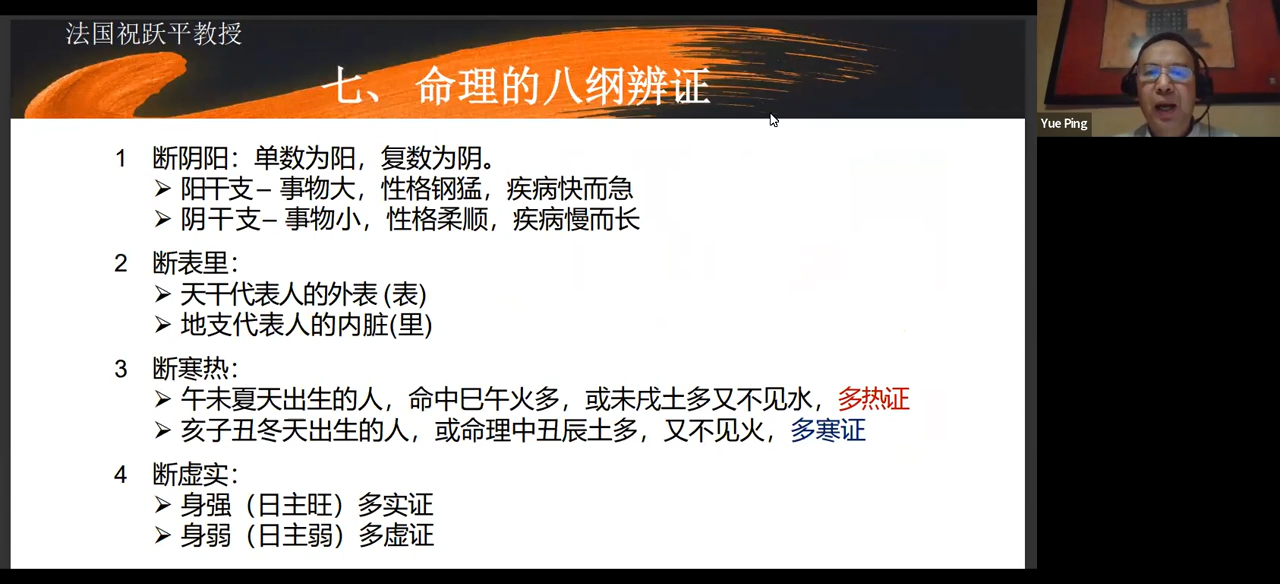 法国祝跃平教授
七、命理的八纲辨证
Yue Ping
1 断阴阳：单数为阳，复数为阴。
➢ 阳干支– 事物大，性格钢猛，疾病快而急
➢ 阴干支– 事物小，性格柔顺，疾病慢而长
2 断表里：
➢ 天干代表人的外表 (表)
➢ 地支代表人的内脏(里)
3 断寒热：
➢ 午未夏天出生的人，命中巳午火多，或未戌土多又不见水，多热证
➢ 亥子丑冬天出生的人，或命理中丑辰土多，又不见火，多寒证
4 断虚实：
➢ 身强（日主旺）多实证
➢ 身弱（日主弱）多虚证